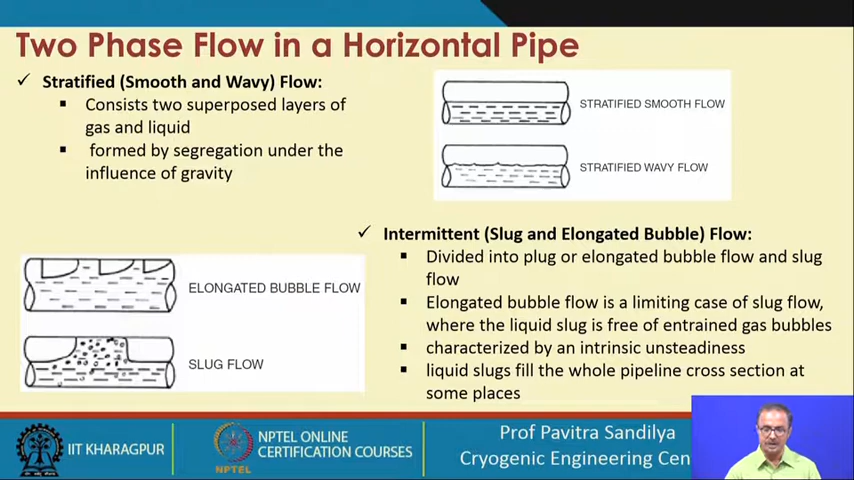 Two Phase Flow in a Horizontal Pipe
✓ Stratified (Smooth and Wavy) Flow:
▪ Consists two superposed layers of
gas and liquid
▪ formed by segregation under the
influence of gravity
STRATIFIED SMOOTH FLOW
STRATIFIED WAVY FLOW
✓ Intermittent (Slug and Elongated Bubble) Flow:
▪ Divided into plug or elongated bubble flow and slug
flow
▪ Elongated bubble flow is a limiting case of slug flow,
where the liquid slug is free of entrained gas bubbles
▪ characterized by an intrinsic unsteadiness
▪ liquid slugs fill the whole pipeline cross section at
some places
ELONGATED BUBBLE FLOW
SLUG FLOW
IIT KHARAGPUR
NPTEL
NPTEL ONLINE
CERTIFICATION COURSES
Prof Pavitra Sandilya
Cryogenic Engineering Cen